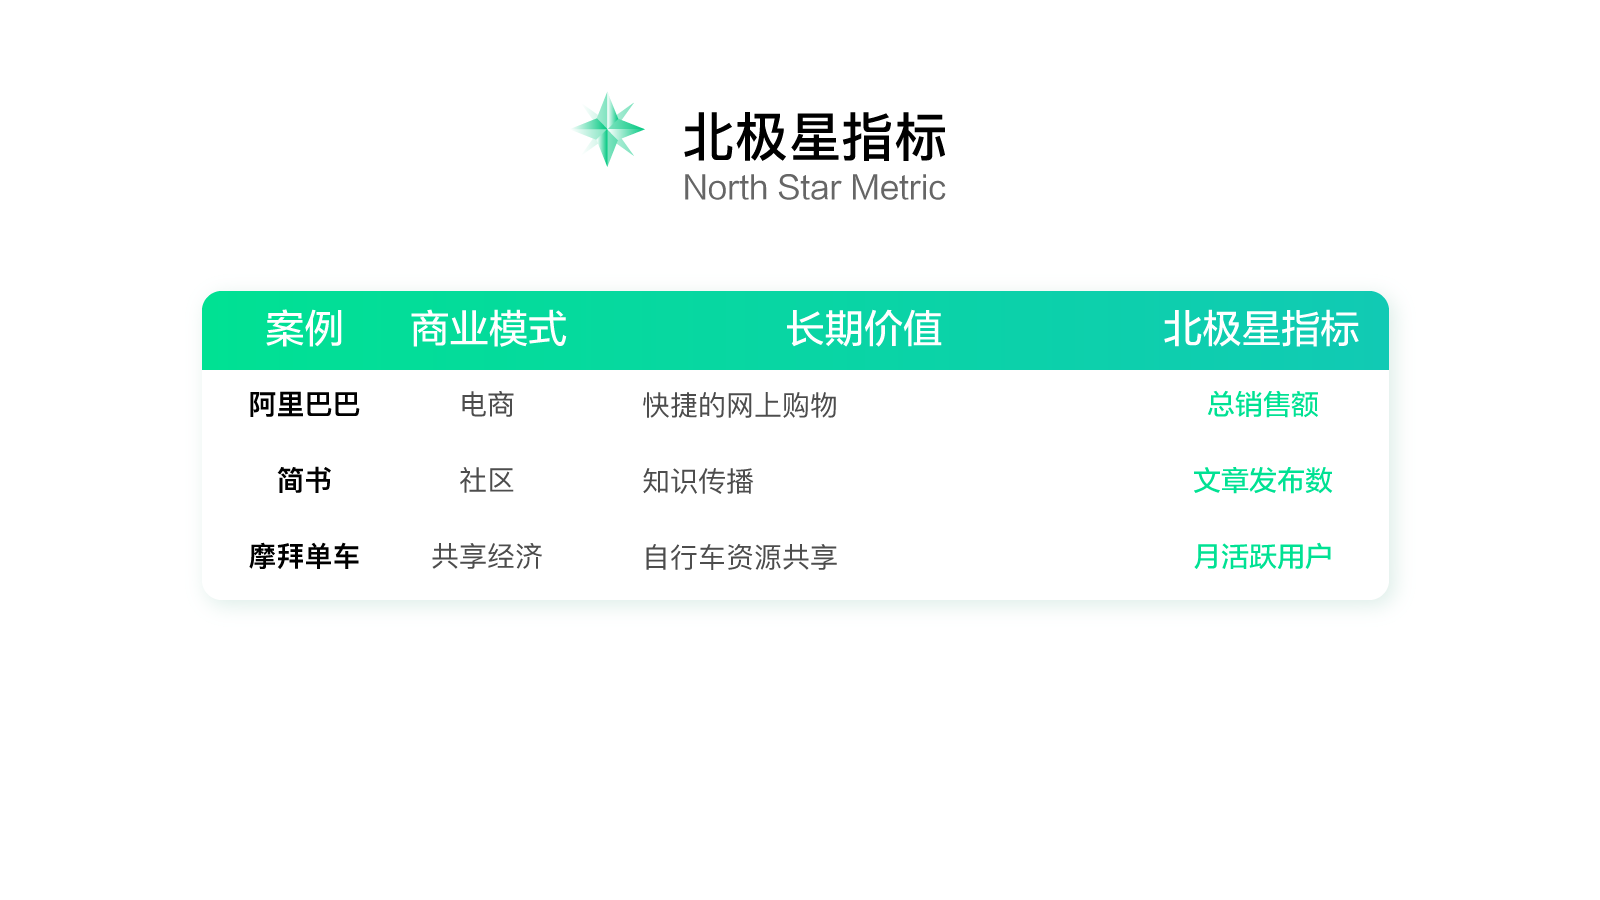 北极星指标
North Star Metric
案例 商业模式 长期价值 北极星指标
阿里巴巴 电商 快捷的网上购物 总销售额
简书 社区 知识传播 文章发布数
摩拜单车 共享经济 自行车资源共享 月活跃用户